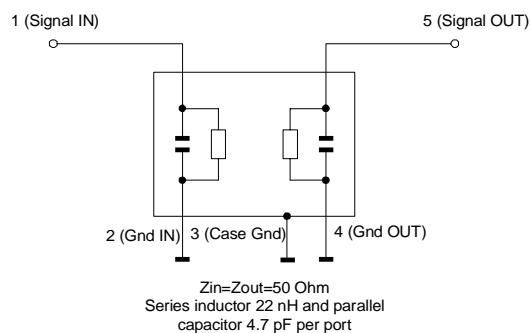 1 (Signal IN)
5 (Signal OUT)
2 (Gnd IN)
3 (Case Gnd)
4 (Gnd OUT)
Zin=Zout=50 Ohm
Series inductor 22 nH and parallel
capacitor 4.7 pF per port